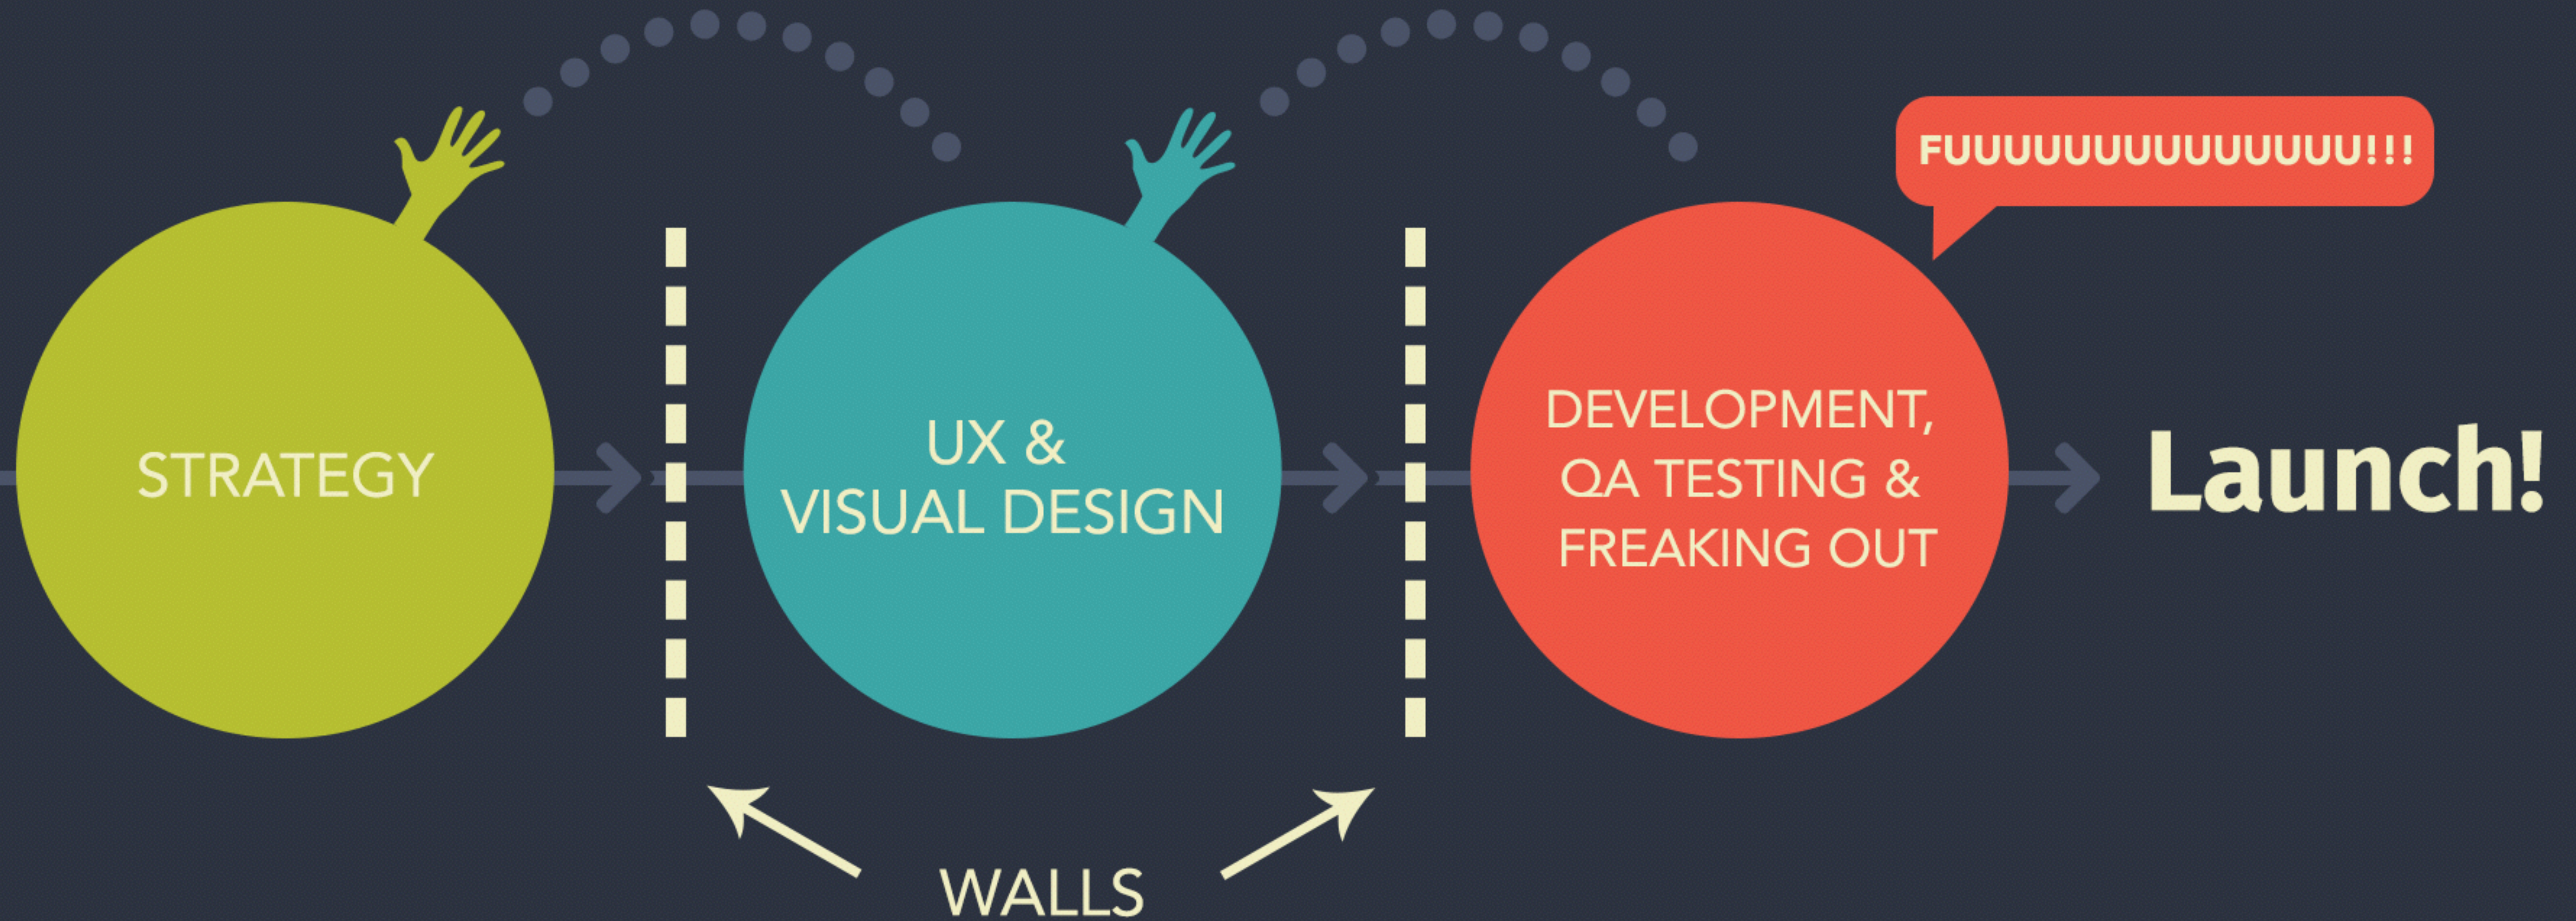 FUUUUUUUUUUUUUU!!!
STRATEGY
UX &
VISUAL DESIGN
DEVELOPMENT,
QA TESTING &
FREAKING OUT
Launch!
WALLS